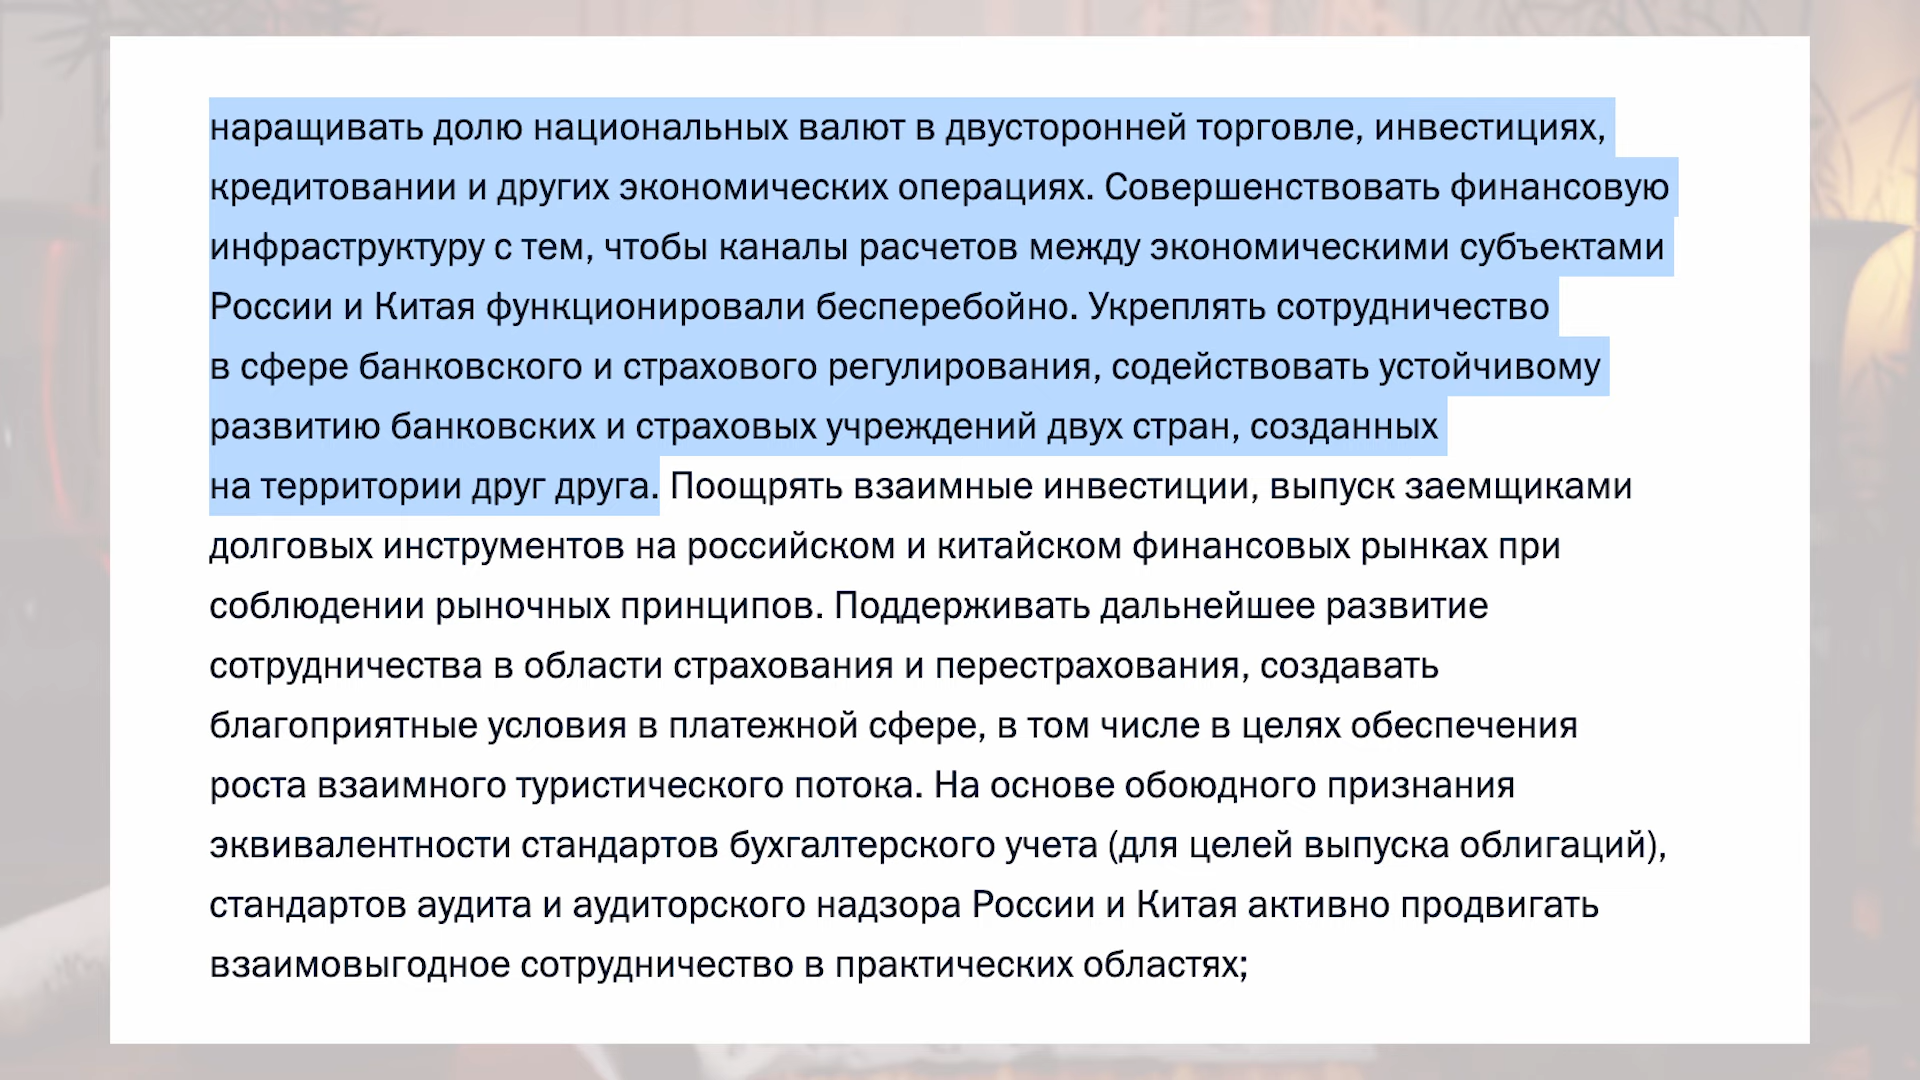 наращивать долю национальных валют в двусторонней торговле, инвестициях,
кредитовании и других экономических операциях. Совершенствовать финансовую
инфраструктуру с тем, чтобы каналы расчетов между экономическими субъектами
России и Китая функционировали бесперебойно. Укреплять сотрудничество
в сфере банковского и страхового регулирования, содействовать устойчивому
развитию банковских и страховых учреждений двух стран, созданных
на территории друг друга. Поощрять взаимные инвестиции, выпуск заемщиками
долговых инструментов на российском и китайском финансовых рынках при
соблюдении рыночных принципов. Поддерживать дальнейшее развитие
сотрудничества в области страхования и перестрахования, создавать
благоприятные условия в платежной сфере, в том числе в целях обеспечения
роста взаимного туристического потока. На основе обоюдного признания
эквивалентности стандартов бухгалтерского учета (для целей выпуска облигаций),
стандартов аудита и аудиторского надзора России и Китая активно продвигать
взаимовыгодное сотрудничество в практических областях;